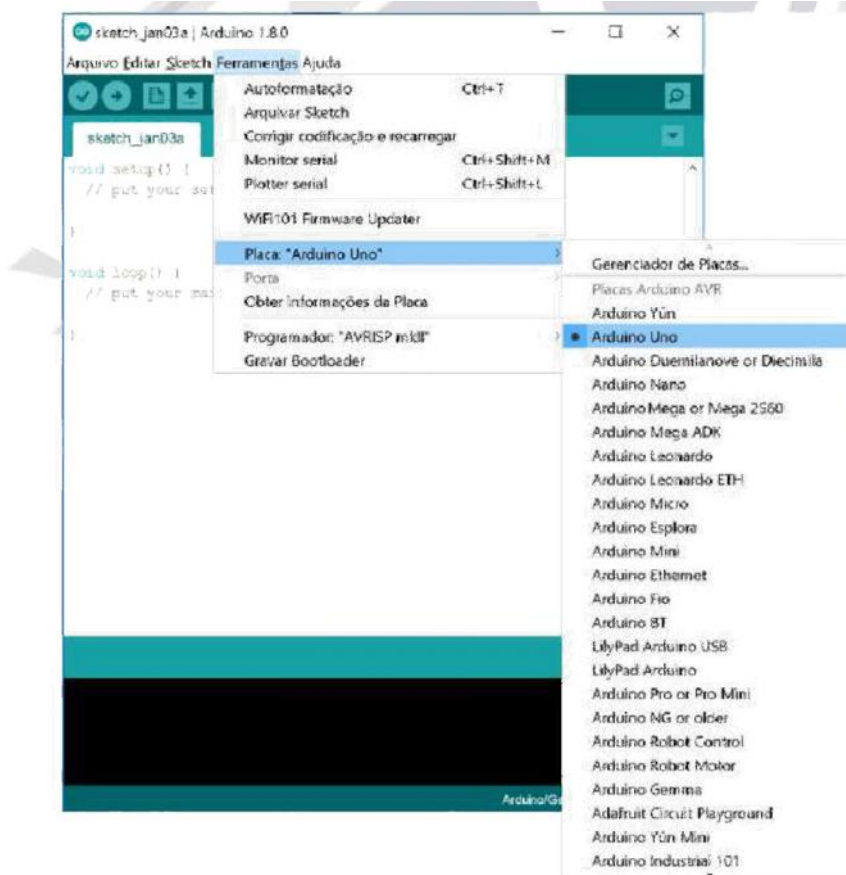 sketch_jan03a | Arduino 1.8.0
Arquivo Editar Sketch Ferramentas Ajuda
sketch_jan03a
void setup() {
// put your set
}
void loop() {
// put your mai
}
Autoformatação Ctrl+T
Arquivar Sketch
Corrigir codificação e recarregar
Monitor serial Ctrl+Shift+M
Plotter serial Ctrl+Shift+L
WiFi101 Firmware Updater
Placa: "Arduino Uno"
Porta
Obter informações da Placa
Programador: "AVRISP mkII"
Gravar Bootloader
Gerenciador de Placas...
Placas Arduino AVR
Arduino Yún
Arduino Uno
Arduino Duemilanove or Diecimila
Arduino Nano
Arduino Mega or Mega 2560
Arduino Mega ADK
Arduino Leonardo
Arduino Leonardo ETH
Arduino Micro
Arduino Esplora
Arduino Mini
Arduino Ethernet
Arduino Fio
Arduino BT
LilyPad Arduino USB
LilyPad Arduino
Arduino Pro or Pro Mini
Arduino NG or older
Arduino Robot Control
Arduino Robot Motor
Arduino Gemma
Adafruit Circuit Playground
Arduino Yún Mini
Arduino Industrial 101
Arduino/Ge